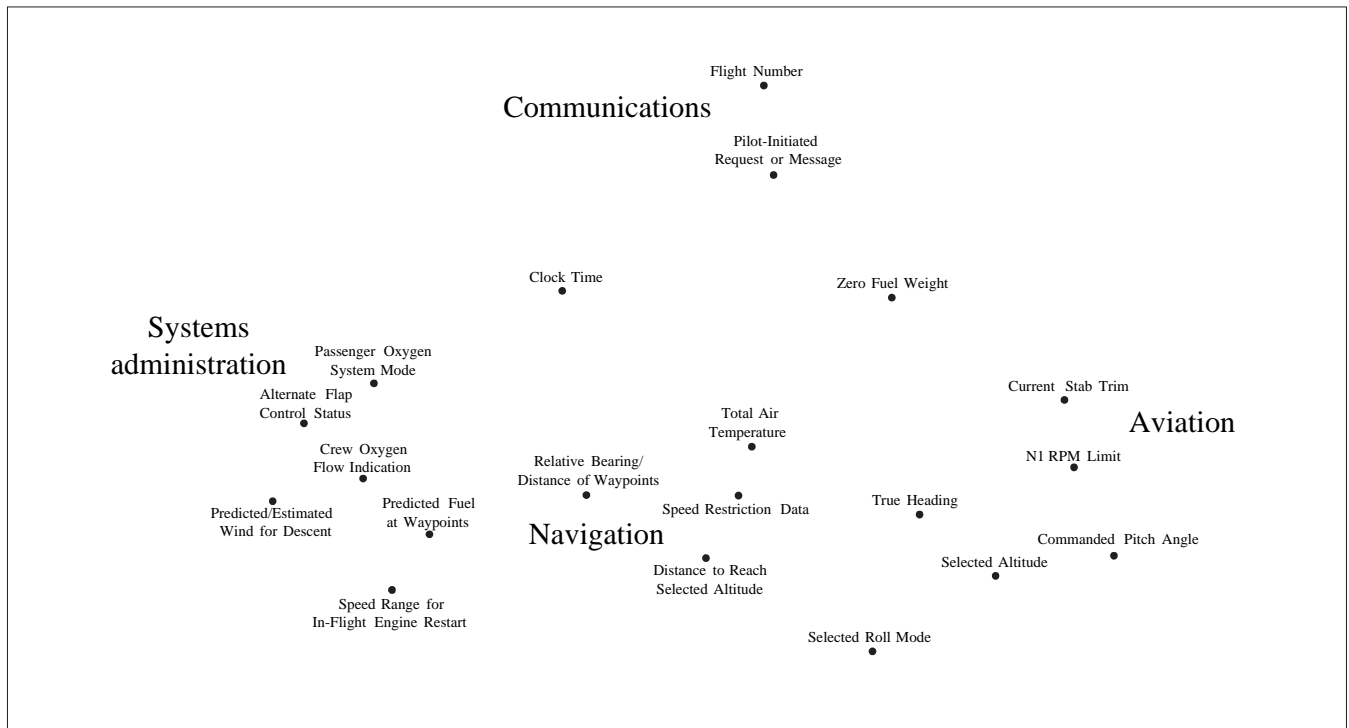 Flight Number
Communications
Pilot-Initiated
Request or Message
Clock Time
Zero Fuel Weight
Systems
administration
Passenger Oxygen
System Mode
Alternate Flap
Control Status
Current Stab Trim
Total Air
Temperature
Aviation
Crew Oxygen
Flow Indication
Relative Bearing/
Distance of Waypoints
N1 RPM Limit
Predicted/Estimated
Wind for Descent
Predicted Fuel
at Waypoints
Speed Restriction Data
True Heading
Navigation
Commanded Pitch Angle
Selected Altitude
Distance to Reach
Selected Altitude
Speed Range for
In-Flight Engine Restart
Selected Roll Mode